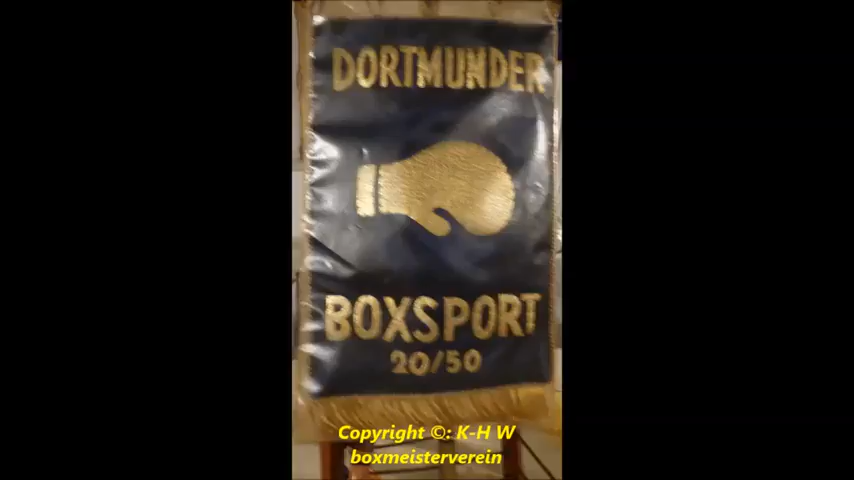 DORTMUNDER
BOXSPORT
20/50
Copyright ©: K-H W
boxmeisterverein